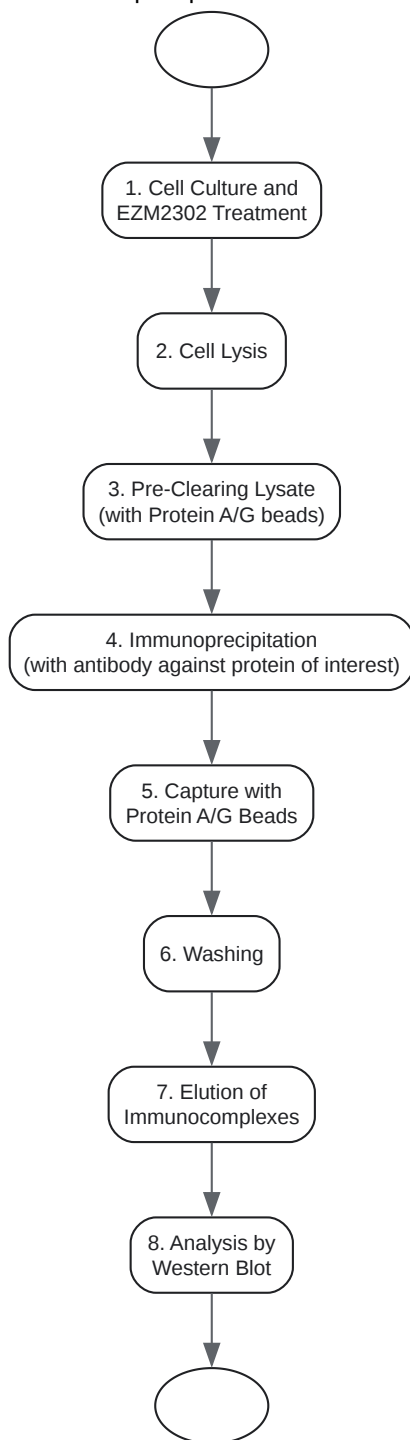 1. Cell Culture and
EZM2302 Treatment
2. Cell Lysis
3. Pre-Clearing Lysate
(with Protein A/G beads)
4. Immunoprecipitation
(with antibody against protein of interest)
5. Capture with
Protein A/G Beads
6. Washing
7. Elution of
Immunocomplexes
8. Analysis by
Western Blot